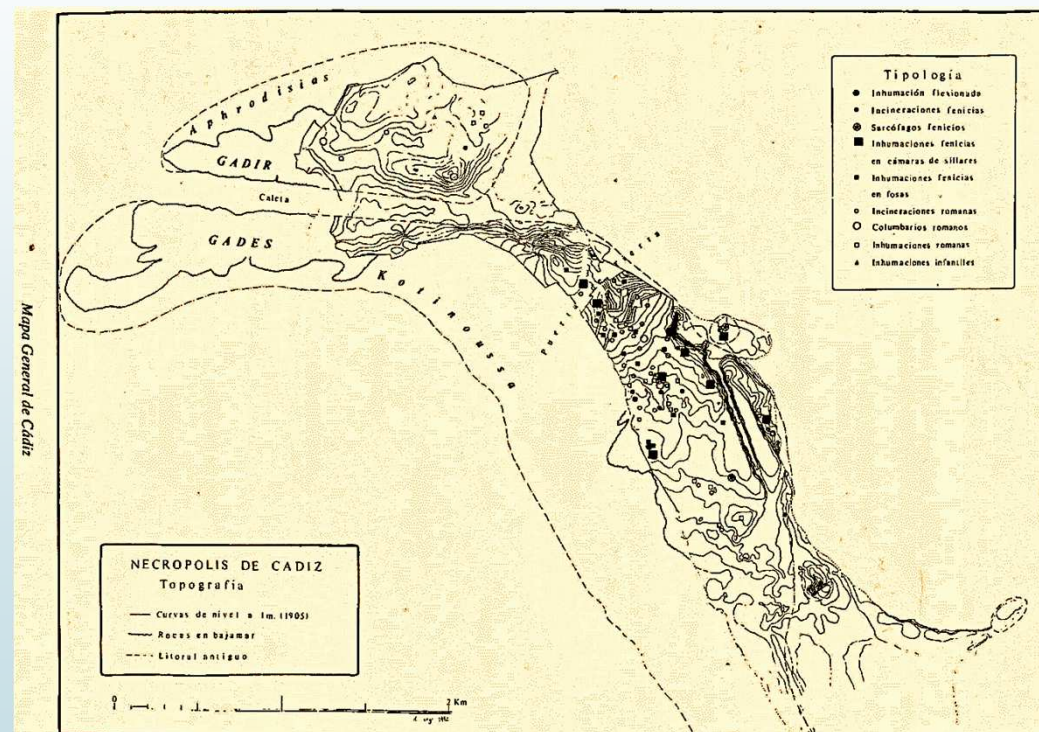 Aphrodisias
GADIR
Caleta
GADES
Kotinoussa
Tipología
Inhumación flexionado
Incineraciones fenicias
Sarcófagos fenicios
Inhumaciones fenicias
en cámaras de sillares
Inhumaciones fenicias
en fosas
Incineraciones romanas
Columbarios romanos
Inhumaciones romanas
Inhumaciones infantiles
Mapa General de Cádiz
NECROPOLIS DE CADIZ
Topografía
Curvas de nivel a 1m. (1905)
Rocas en bajamar
Litoral antiguo
0
2 Km